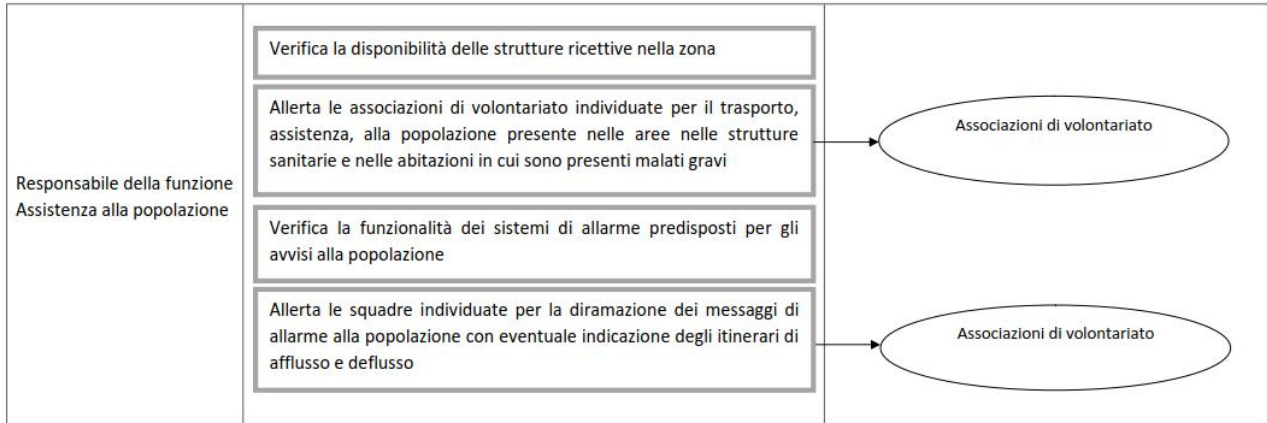 Responsabile della funzione
Assistenza alla popolazione
Verifica la disponibilità delle strutture ricettive nella zona
Allerta le associazioni di volontariato individuate per il trasporto,
assistenza, alla popolazione presente nelle aree nelle strutture
sanitarie e nelle abitazioni in cui sono presenti malati gravi
Associazioni di volontariato
Verifica la funzionalità dei sistemi di allarme predisposti per gli
avvisi alla popolazione
Allerta le squadre individuate per la diramazione dei messaggi di
allarme alla popolazione con eventuale indicazione degli itinerari di
afflusso e deflusso
Associazioni di volontariato